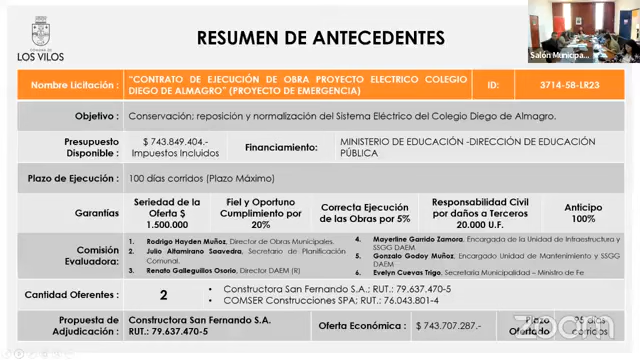 LOS VILOS
RESUMEN DE ANTECEDENTES
Salón Municipa...
Nombre Licitación :
"CONTRATO DE EJECUCIÓN DE OBRA PROYECTO ELECTRICO COLEGIO
DIEGO DE ALMAGRO" (PROYECTO DE EMERGENCIA)
ID:
3714-58-LR23
Objetivo :
Conservación; reposición y normalización del Sistema Eléctrico del Colegio Diego de Almagro.
Presupuesto
Disponible :
$ 743.849.404.-
Impuestos Incluidos
Financiamiento:
MINISTERIO DE EDUCACIÓN -DIRECCIÓN DE EDUCACIÓN
PÚBLICA
Plazo de Ejecución :
100 días corridos (Plazo Máximo)
Garantías
Seriedad de la
Oferta $
1.500.000
Fiel y Oportuno
Cumplimiento por
20%
Correcta Ejecución
de las Obras por 5%
Responsabilidad Civil
por daños a Terceros
20.000 U.F.
Anticipo
100%
Comisión
Evaluadora:
1. Rodrigo Hayden Muñoz, Director de Obras Municipales.
2. Julio Altamirano Saavedra, Secretario de Planificación
Comunal.
3. Renato Galleguillos Osorio, Director DAEM (R)
4. Mayerline Garrido Zamora, Encargada de la Unidad de Infraestructura y
SSGG DAEM
5. Gonzalo Godoy Muñoz, Encargado Unidad de Mantenimiento y SSGG
DAEM
6. Evelyn Cuevas Trigo, Secretaria Municipalidad – Ministro de Fe
Cantidad Oferentes :
2
• Constructora San Fernando S.A.; RUT. 79.637.470-5
• COMSER Construcciones SPA; RUT: 76.043.801-4
Propuesta de
Adjudicación :
Constructora San Fernando S.A.
RUT.: 79.637.470-5
Oferta Económica :
$ 743.707.287.-
Plazo
Ofertado
días
corridos
zoom